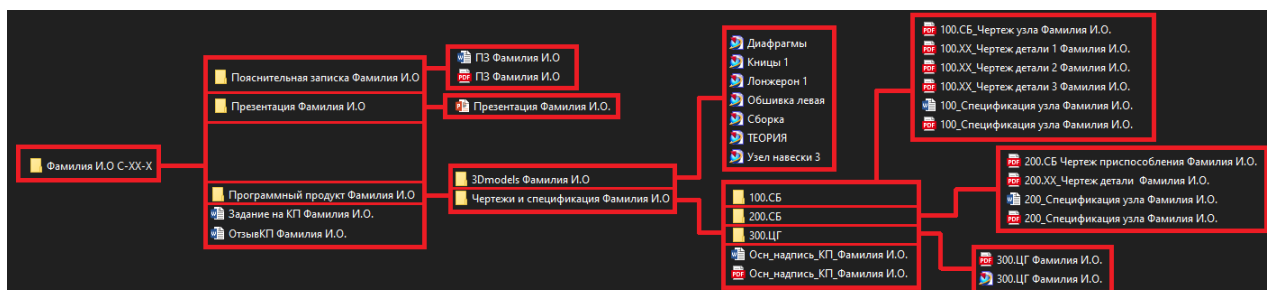 Фамилия И.О С-ХХ-Х
Пояснительная записка Фамилия И.О
Презентация Фамилия И.О
Программный продукт Фамилия И.О
Задание на КП Фамилия И.О.
ОтзывКП Фамилия И.О.
ПЗ Фамилия И.О
ПЗ Фамилия И.О
Презентация Фамилия И.О.
3Dmodels Фамилия И.О
Чертежи и спецификация Фамилия И.О
Диафрагмы
Кницы 1
Лонжерон 1
Обшивка левая
Сборка
ТЕОРИЯ
Узел навески 3
100.СБ
200.СБ
300.ЦГ
Осн_надпись_КП_Фамилия И.О.
Осн_надпись_КП_Фамилия И.О.
100.СБ_Чертеж узла Фамилия И.О.
100.ХХ_Чертеж детали 1 Фамилия И.О.
100.ХХ_Чертеж детали 2 Фамилия И.О.
100.ХХ_Чертеж детали 3 Фамилия И.О.
100_Спецификация узла Фамилия И.О.
100_Спецификация узла Фамилия И.О.
200.СБ Чертеж приспособления Фамилия И.О.
200.ХХ_Чертеж детали Фамилия И.О.
200_Спецификация узла Фамилия И.О.
200_Спецификация узла Фамилия И.О.
300.ЦГ Фамилия И.О.
300.ЦГ Фамилия И.О.